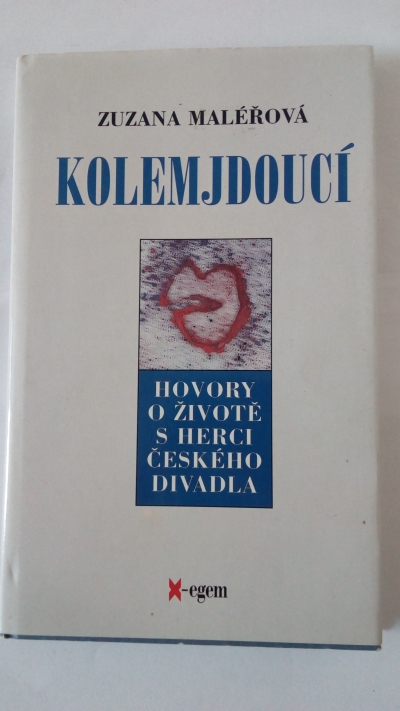 ZUZANA MALÉŘOVÁ
KOLEMJDOUCÍ
HOVORY
O ŽIVOTĚ
S HERCI
ČESKÉHO
DIVADLA
X-egem